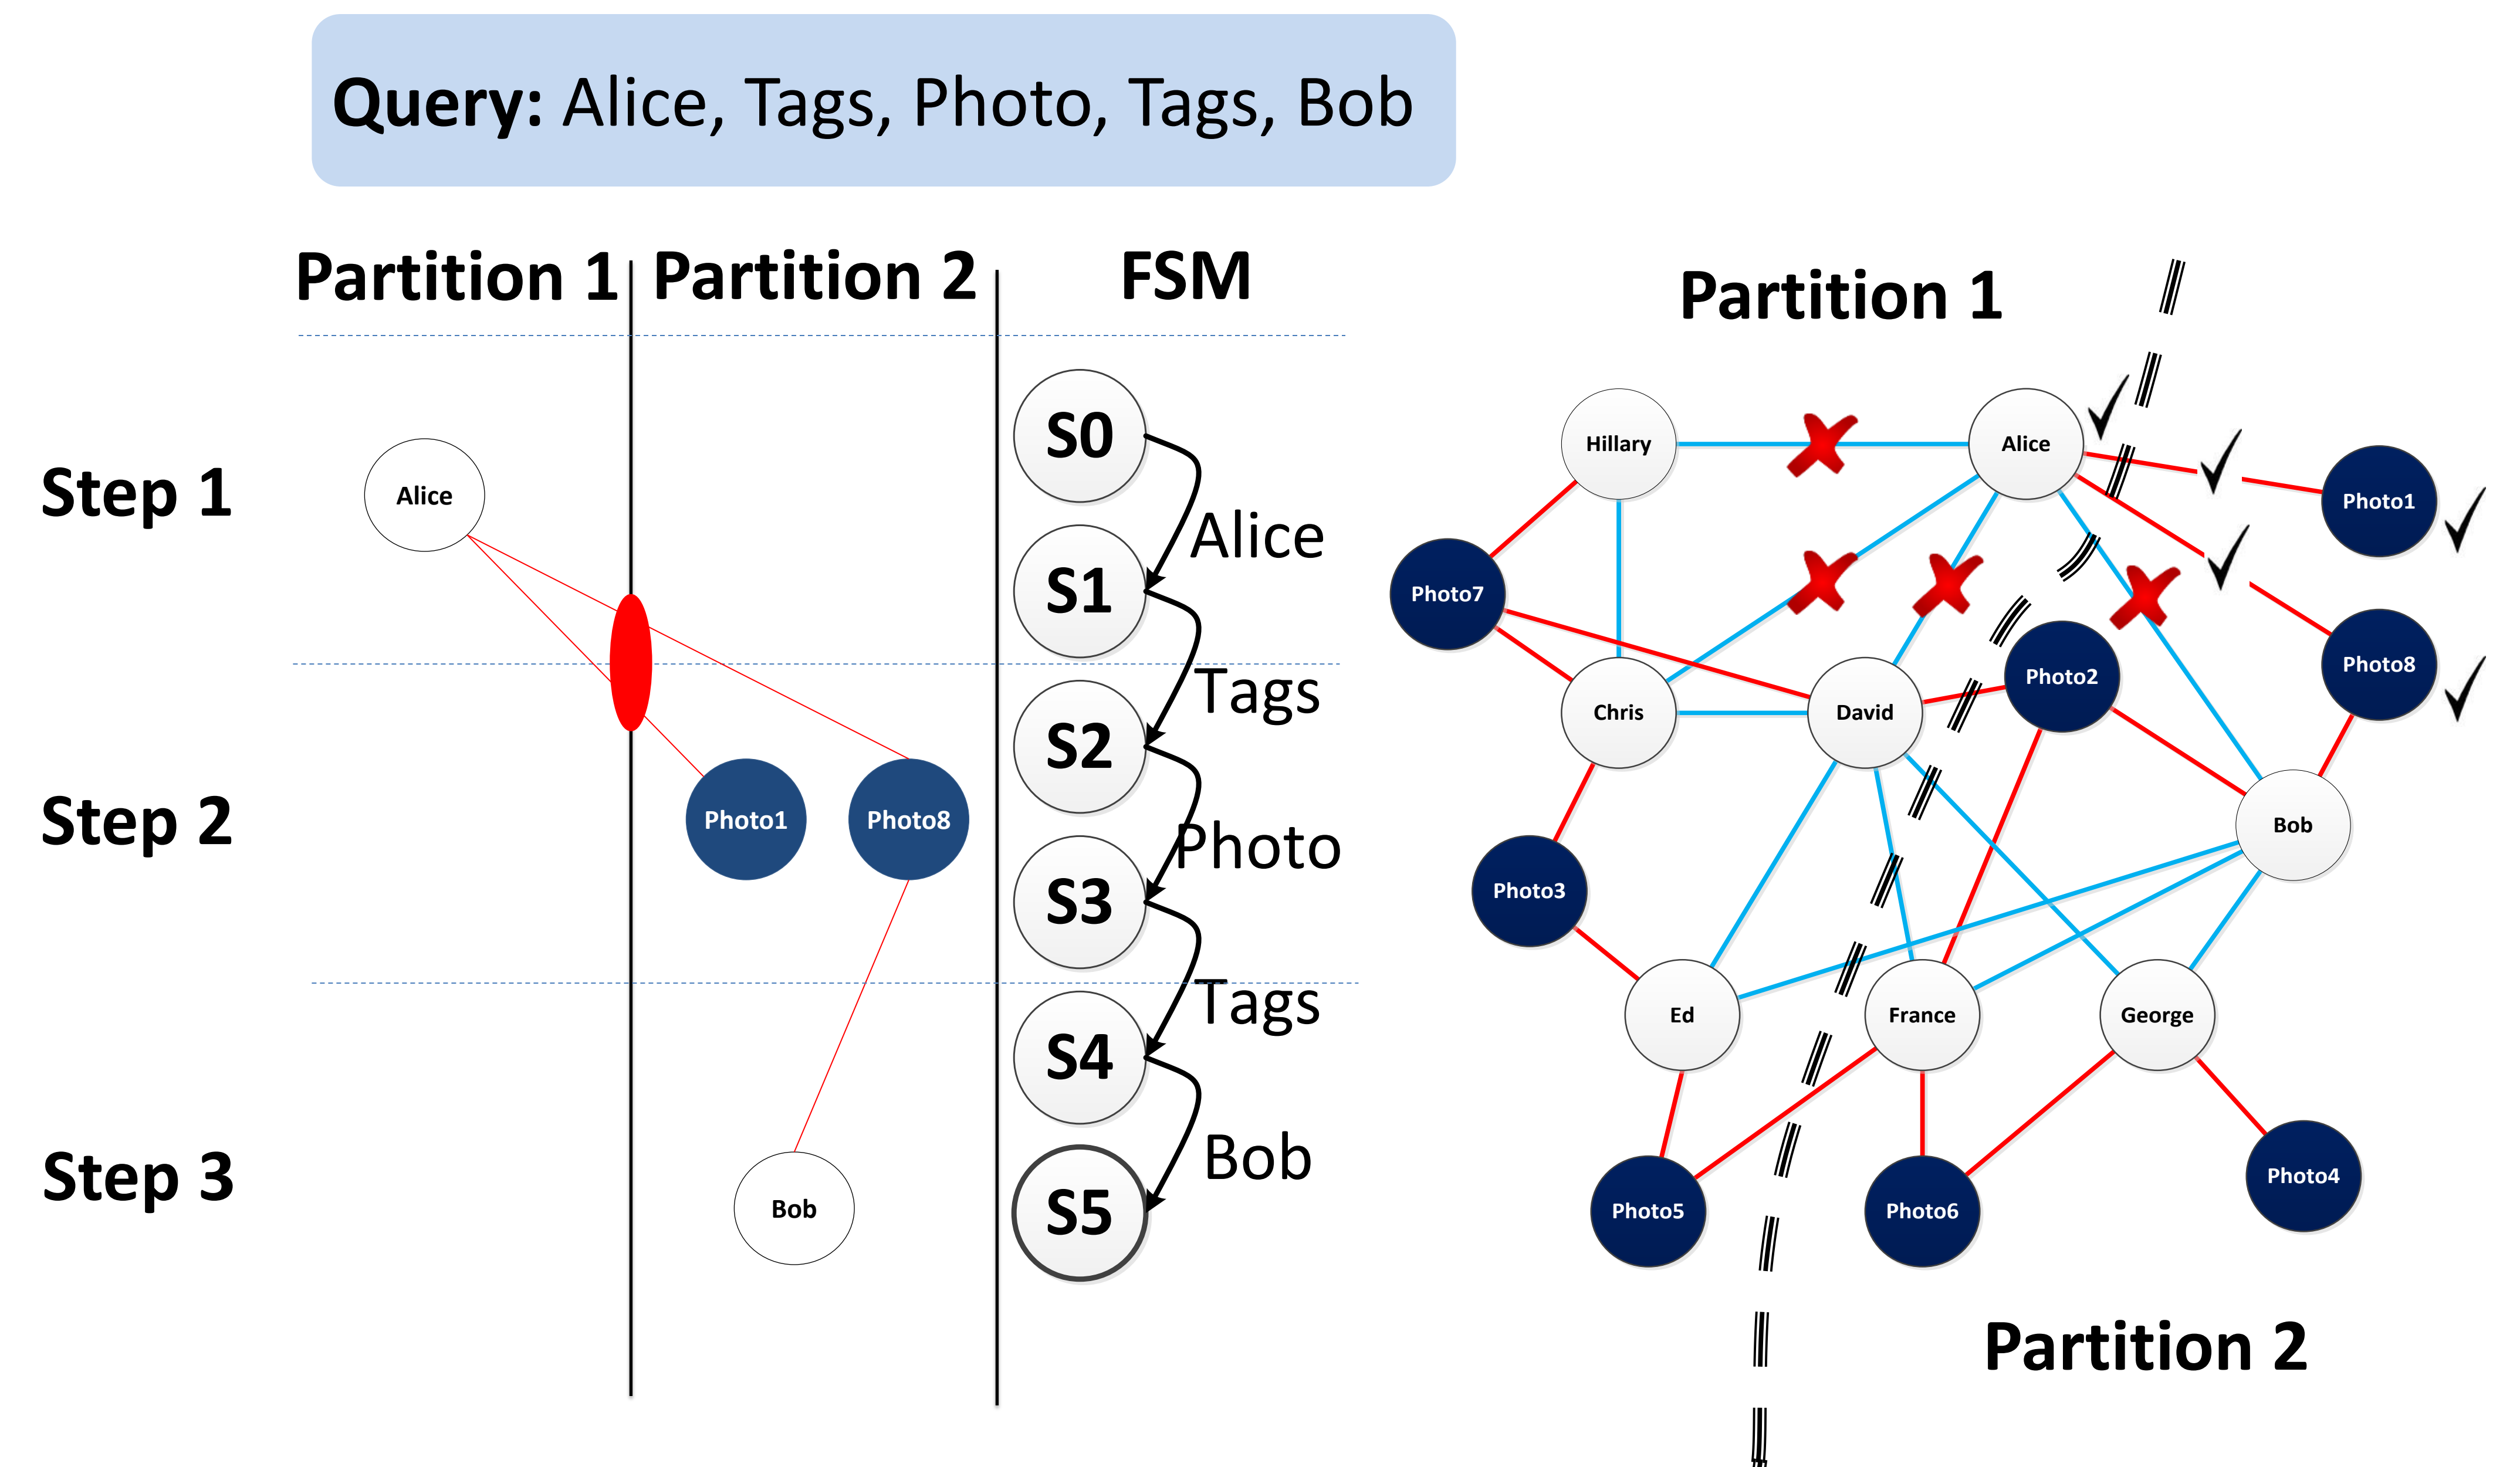 Query: Alice, Tags, Photo, Tags, Bob
Partition 1
Partition 2
FSM
Step 1
Alice
Step 2
Photo1
Photo8
Step 3
Bob
S0
Alice
S1
Tags
S2
Photo
S3
Tags
S4
Bob
S5
Partition 1
Hillary
Alice
Photo1
Photo7
Photo2
Photo8
Chris
David
Bob
Photo3
Ed
France
George
Photo5
Photo6
Photo4
Partition 2